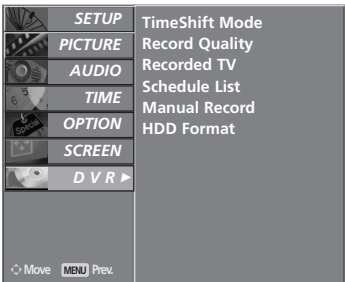 SETUP
PICTURE
AUDIO
TIME
OPTION
SCREEN
D V R ►
TimeShift Mode
Record Quality
Recorded TV
Schedule List
Manual Record
HDD Format
Move MENU Prev.